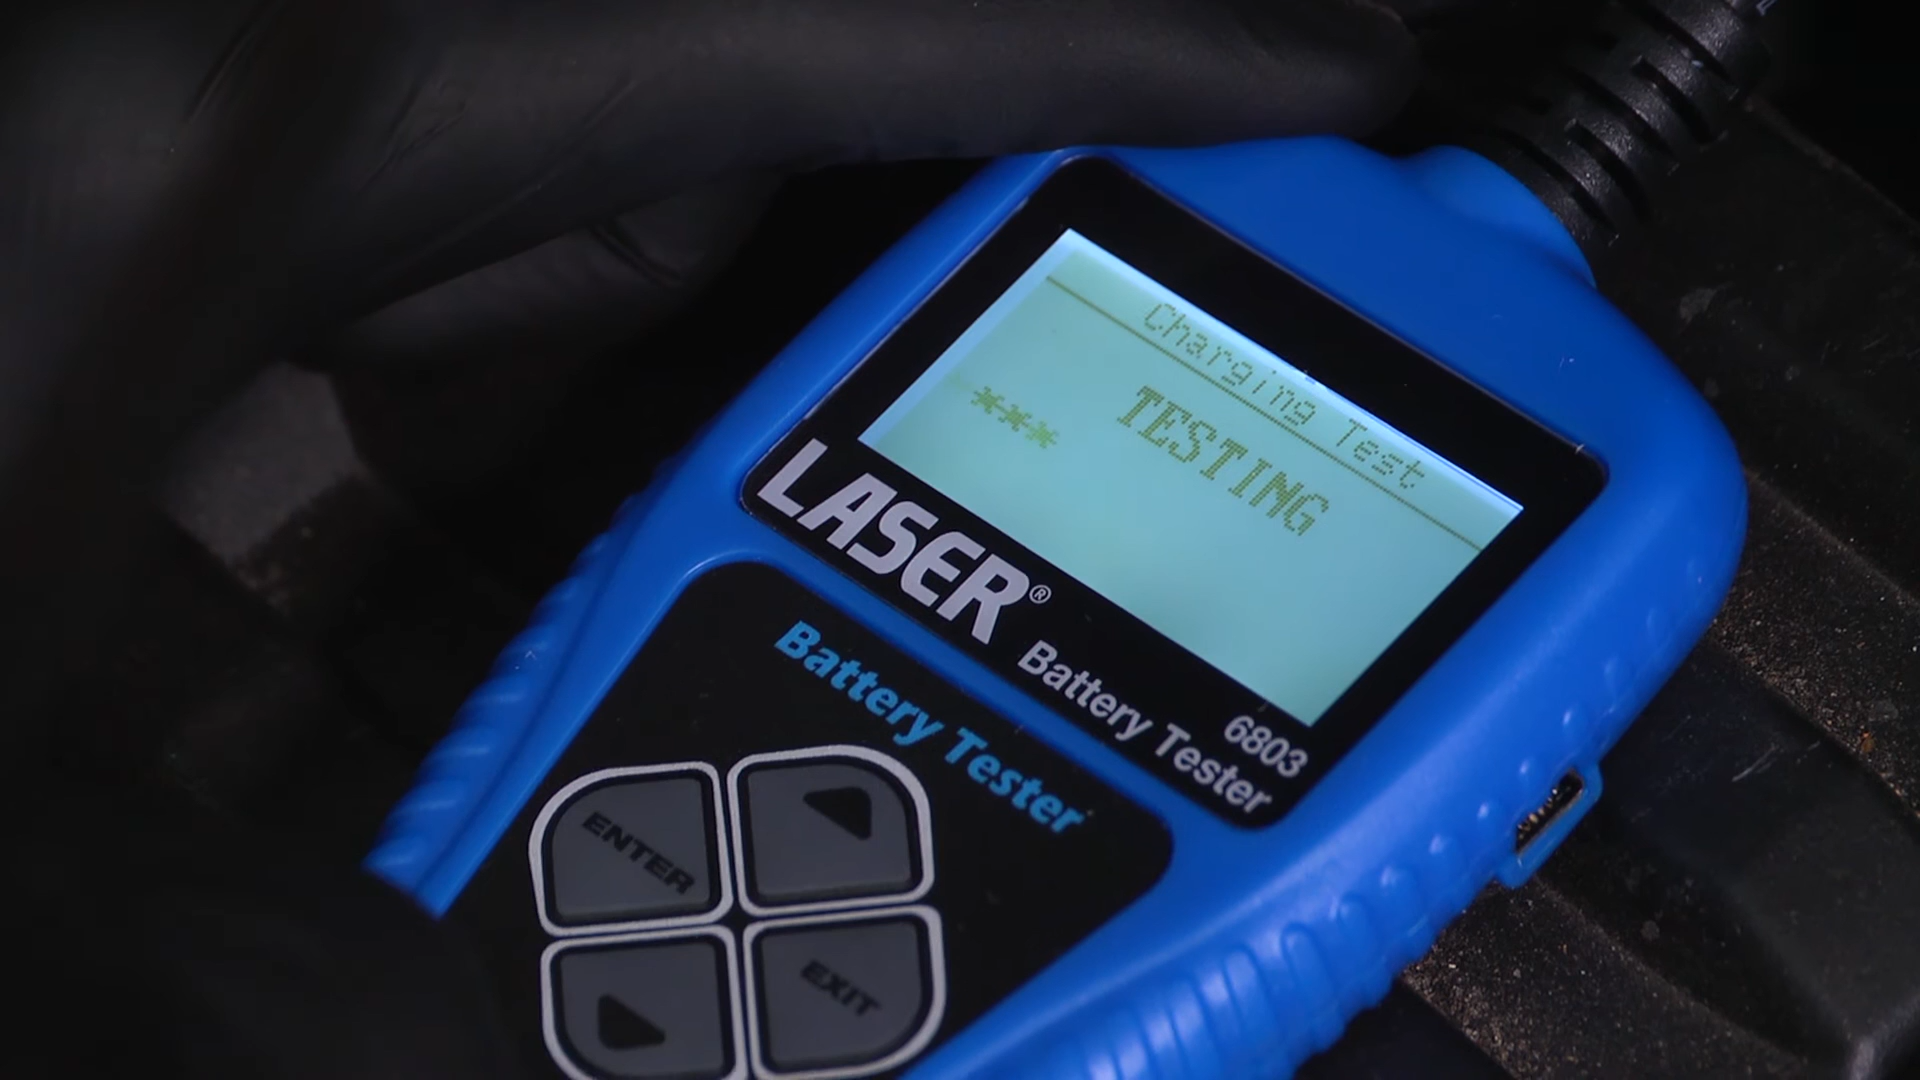 Charging Test
TESTING
***
LASER®
Battery Tester
6803
Battery Tester
ENTER
EXIT